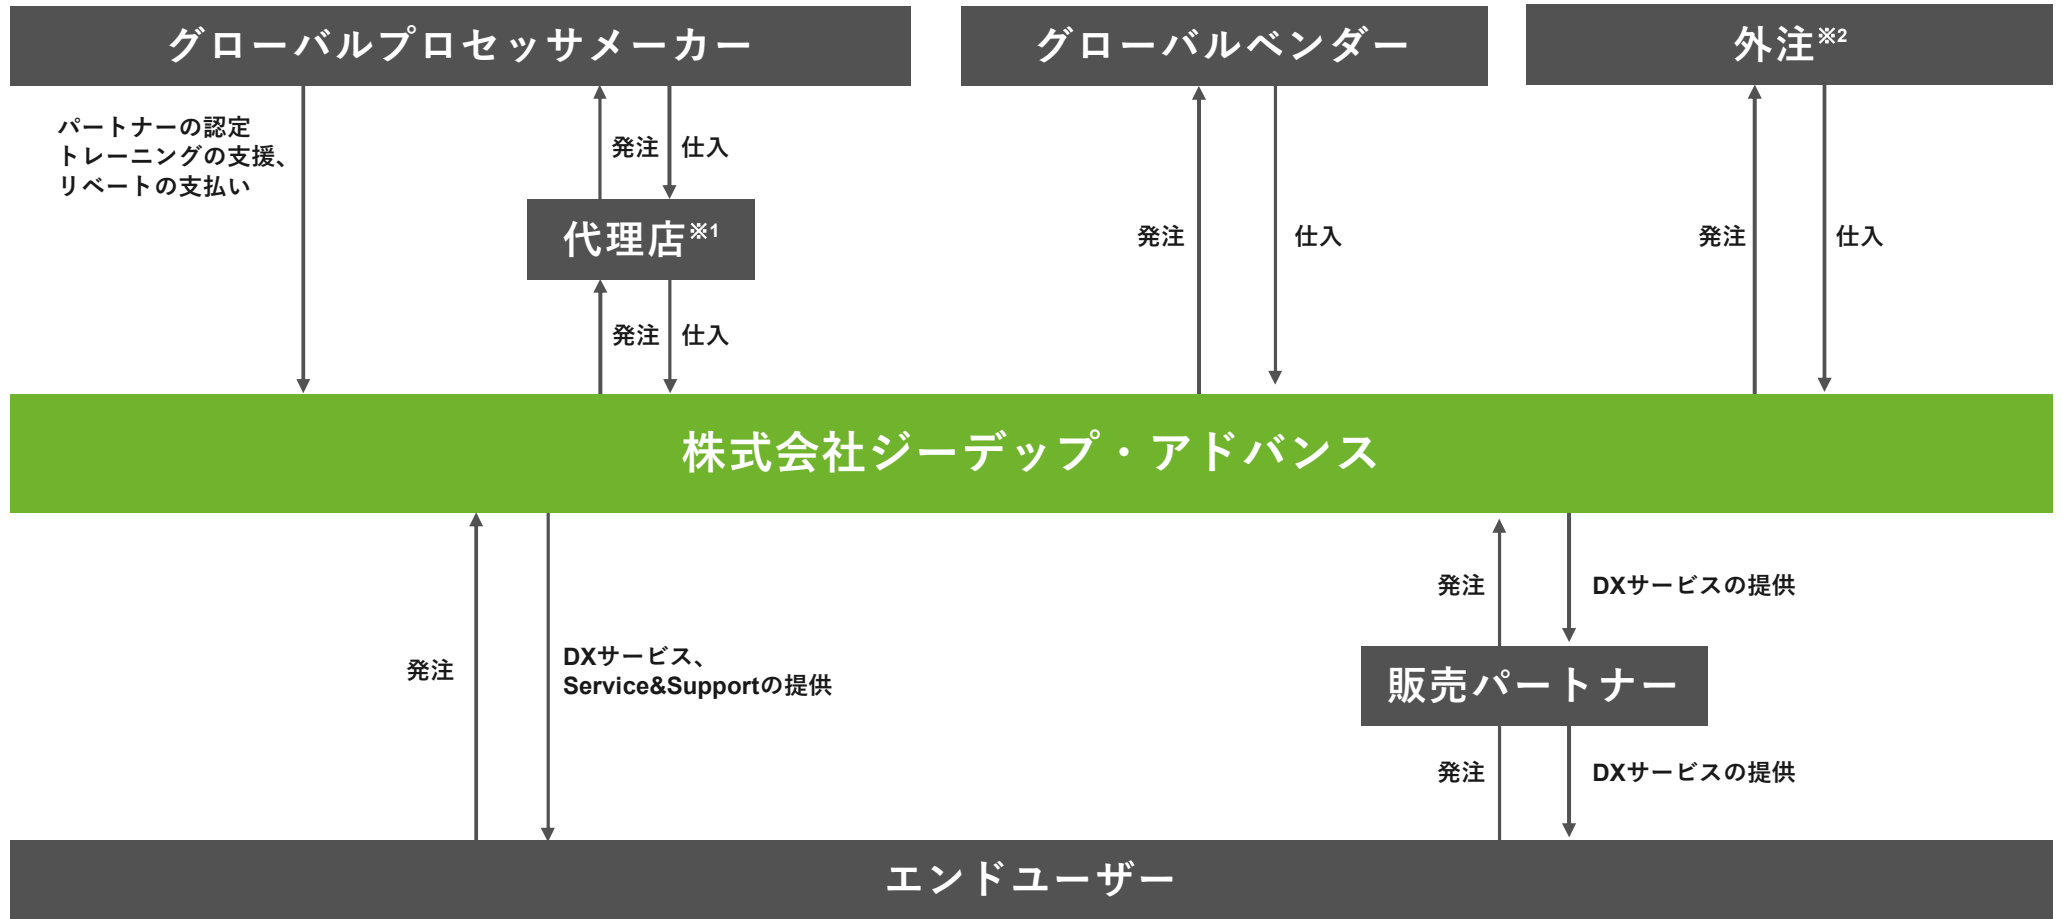 グローバルプロセッサメーカー
グローバルベンダー
外注※2
パートナーの認定
トレーニングの支援、
リベートの支払い
発注
仕入
代理店※1
発注
仕入
発注
仕入
発注
仕入
株式会社ジーデップ・アドバンス
発注
DXサービス、
Service&Supportの提供
発注
DXサービスの提供
販売パートナー
発注
DXサービスの提供
エンドユーザー